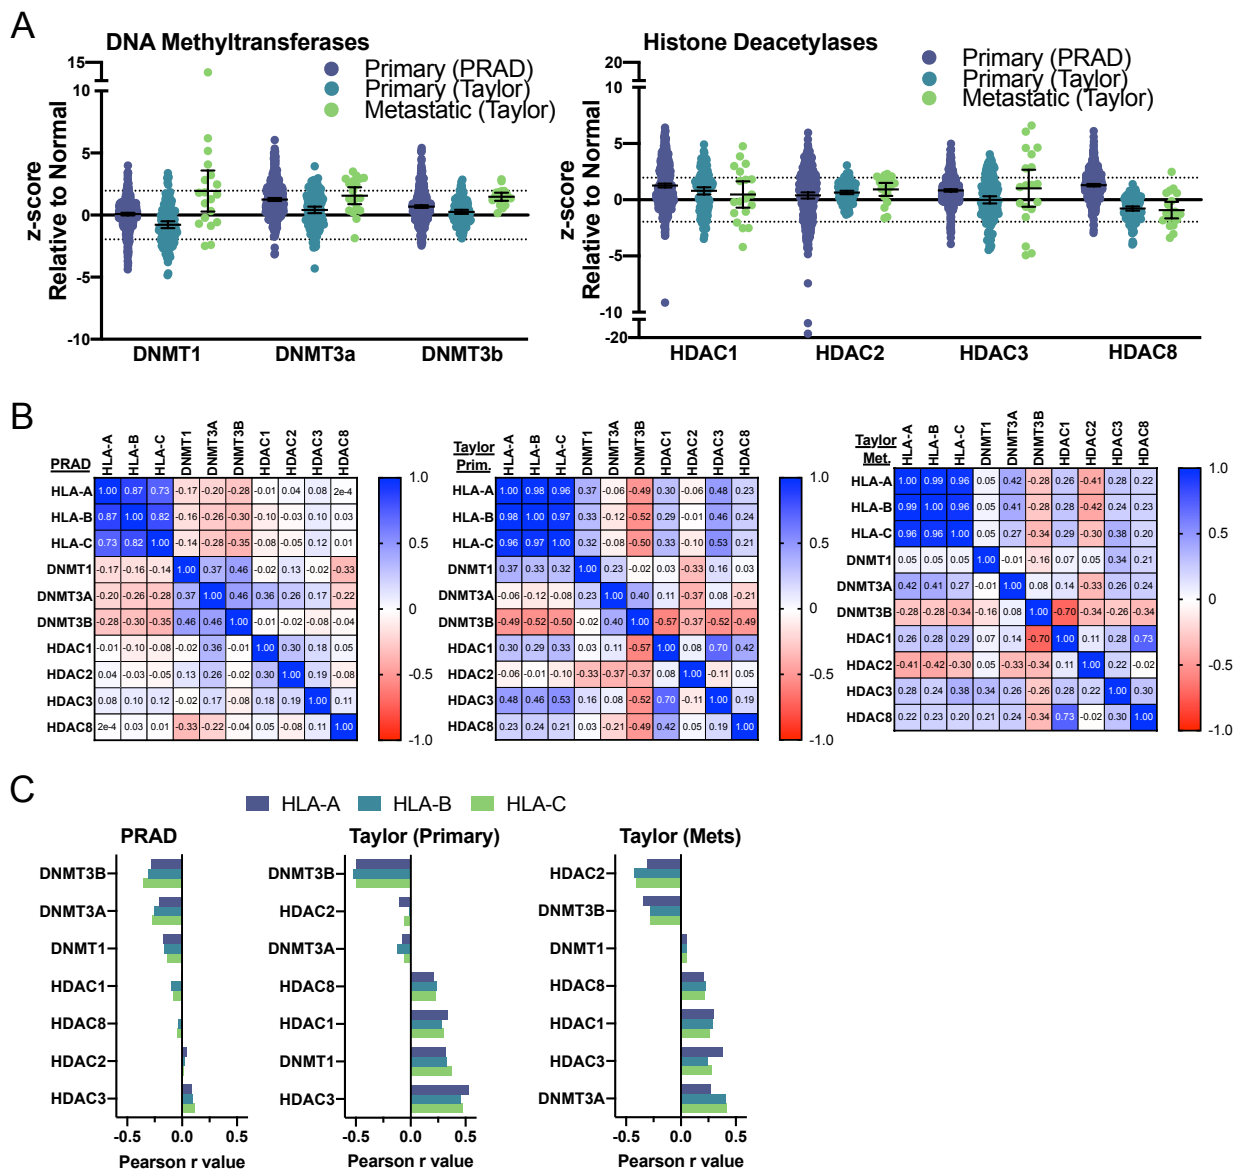 A
DNA Methyltransferases
Primary (PRAD)
Primary (Taylor)
Metastatic (Taylor)
z-score
Relative to Normal
15
10
5
0
-5
-10
DNMT1 DNMT3a DNMT3b
Histone Deacetylases
Primary (PRAD)
Primary (Taylor)
Metastatic (Taylor)
z-score
Relative to Normal
20
10
5
0
-5
-10
-20
HDAC1 HDAC2 HDAC3 HDAC8
B
PRAD
HLA-A HLA-B HLA-C DNMT1 DNMT3A DNMT3B HDAC1 HDAC2 HDAC3 HDAC8
HLA-A 1.00 0.87 0.73 -0.17 -0.20 -0.28 -0.01 0.04 0.08 2e-4
HLA-B 0.87 1.00 0.82 -0.16 -0.26 -0.30 -0.10 -0.03 0.10 0.03
HLA-C 0.73 0.82 1.00 -0.14 -0.28 -0.35 -0.08 -0.05 0.12 0.01
DNMT1 -0.17 -0.16 -0.14 1.00 0.37 0.46 -0.02 0.13 -0.02 -0.33
DNMT3A -0.20 -0.26 -0.28 0.37 1.00 0.46 0.36 0.26 0.17 -0.22
DNMT3B -0.28 -0.30 -0.35 0.46 0.46 1.00 -0.01 -0.02 -0.08 -0.04
HDAC1 -0.01 -0.10 -0.08 -0.02 0.36 -0.01 1.00 0.30 0.18 0.05
HDAC2 0.04 -0.03 -0.05 0.13 0.26 -0.02 0.30 1.00 0.19 -0.08
HDAC3 0.08 0.10 0.12 -0.02 0.17 -0.08 0.18 0.19 1.00 0.11
HDAC8 2e-4 0.03 0.01 -0.33 -0.22 -0.04 0.05 -0.08 0.11 1.00
1.0
0.5
0
-0.5
-1.0
Taylor
Prim.
HLA-A HLA-B HLA-C DNMT1 DNMT3A DNMT3B HDAC1 HDAC2 HDAC3 HDAC8
HLA-A 1.00 0.98 0.96 0.37 -0.06 -0.49 0.30 -0.06 0.48 0.23
HLA-B 0.98 1.00 0.97 0.33 -0.12 -0.52 0.29 -0.01 0.46 0.24
HLA-C 0.96 0.97 1.00 0.32 -0.08 -0.50 0.33 -0.10 0.53 0.21
DNMT1 0.37 0.33 0.32 1.00 0.23 -0.02 0.03 -0.33 0.16 0.03
DNMT3A -0.06 -0.12 -0.08 0.23 1.00 0.40 0.11 -0.37 0.08 -0.21
DNMT3B -0.49 -0.52 -0.50 -0.02 0.40 1.00 -0.57 -0.37 -0.52 -0.49
HDAC1 0.30 0.29 0.33 0.03 0.11 -0.57 1.00 0.08 0.70 0.42
HDAC2 -0.06 -0.01 -0.10 -0.33 -0.37 -0.37 0.08 1.00 -0.11 0.05
HDAC3 0.48 0.46 0.53 0.16 0.08 -0.52 0.70 -0.11 1.00 0.19
HDAC8 0.23 0.24 0.21 0.03 -0.21 -0.49 0.42 0.05 0.19 1.00
1.0
0.5
0
-0.5
-1.0
Taylor
Met.
HLA-A HLA-B HLA-C DNMT1 DNMT3A DNMT3B HDAC1 HDAC2 HDAC3 HDAC8
HLA-A 1.00 0.99 0.96 0.05 0.42 -0.28 0.26 -0.41 0.28 0.22
HLA-B 0.99 1.00 0.96 0.05 0.41 -0.28 0.28 -0.42 0.24 0.23
HLA-C 0.96 0.96 1.00 0.05 0.27 -0.34 0.29 -0.30 0.38 0.20
DNMT1 0.05 0.05 0.05 1.00 -0.01 -0.16 0.07 0.05 0.34 0.21
DNMT3A 0.42 0.41 0.27 -0.01 1.00 0.08 0.14 -0.33 0.26 0.24
DNMT3B -0.28 -0.28 -0.34 -0.16 0.08 1.00 -0.70 -0.34 -0.26 -0.34
HDAC1 0.26 0.28 0.29 0.07 0.14 -0.70 1.00 0.11 0.28 0.73
HDAC2 -0.41 -0.42 -0.30 0.05 -0.33 -0.34 0.11 1.00 0.22 -0.02
HDAC3 0.28 0.24 0.38 0.34 0.26 -0.26 0.28 0.22 1.00 0.30
HDAC8 0.22 0.23 0.20 0.21 0.24 -0.34 0.73 -0.02 0.30 1.00
1.0
0.5
0
-0.5
-1.0
C
HLA-A HLA-B HLA-C
PRAD
DNMT3B
DNMT3A
DNMT1
HDAC1
HDAC8
HDAC2
HDAC3
-0.5 0.0 0.5
Pearson r value
Taylor (Primary)
DNMT3B
HDAC2
DNMT3A
HDAC8
HDAC1
DNMT1
HDAC3
-0.5 0.0 0.5
Pearson r value
Taylor (Mets)
HDAC2
DNMT3B
DNMT1
HDAC8
HDAC1
HDAC3
DNMT3A
-0.5 0.0 0.5
Pearson r value